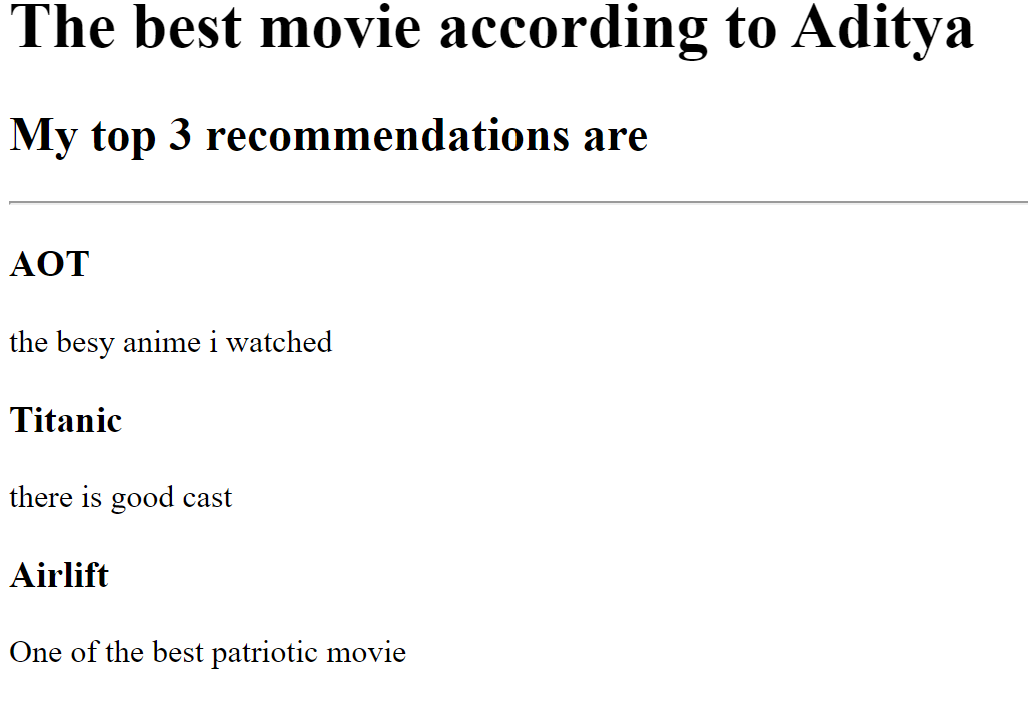 The best movie according to Aditya
My top 3 recommendations are
AOT
the besy anime i watched
Titanic
there is good cast
Airlift
One of the best patriotic movie